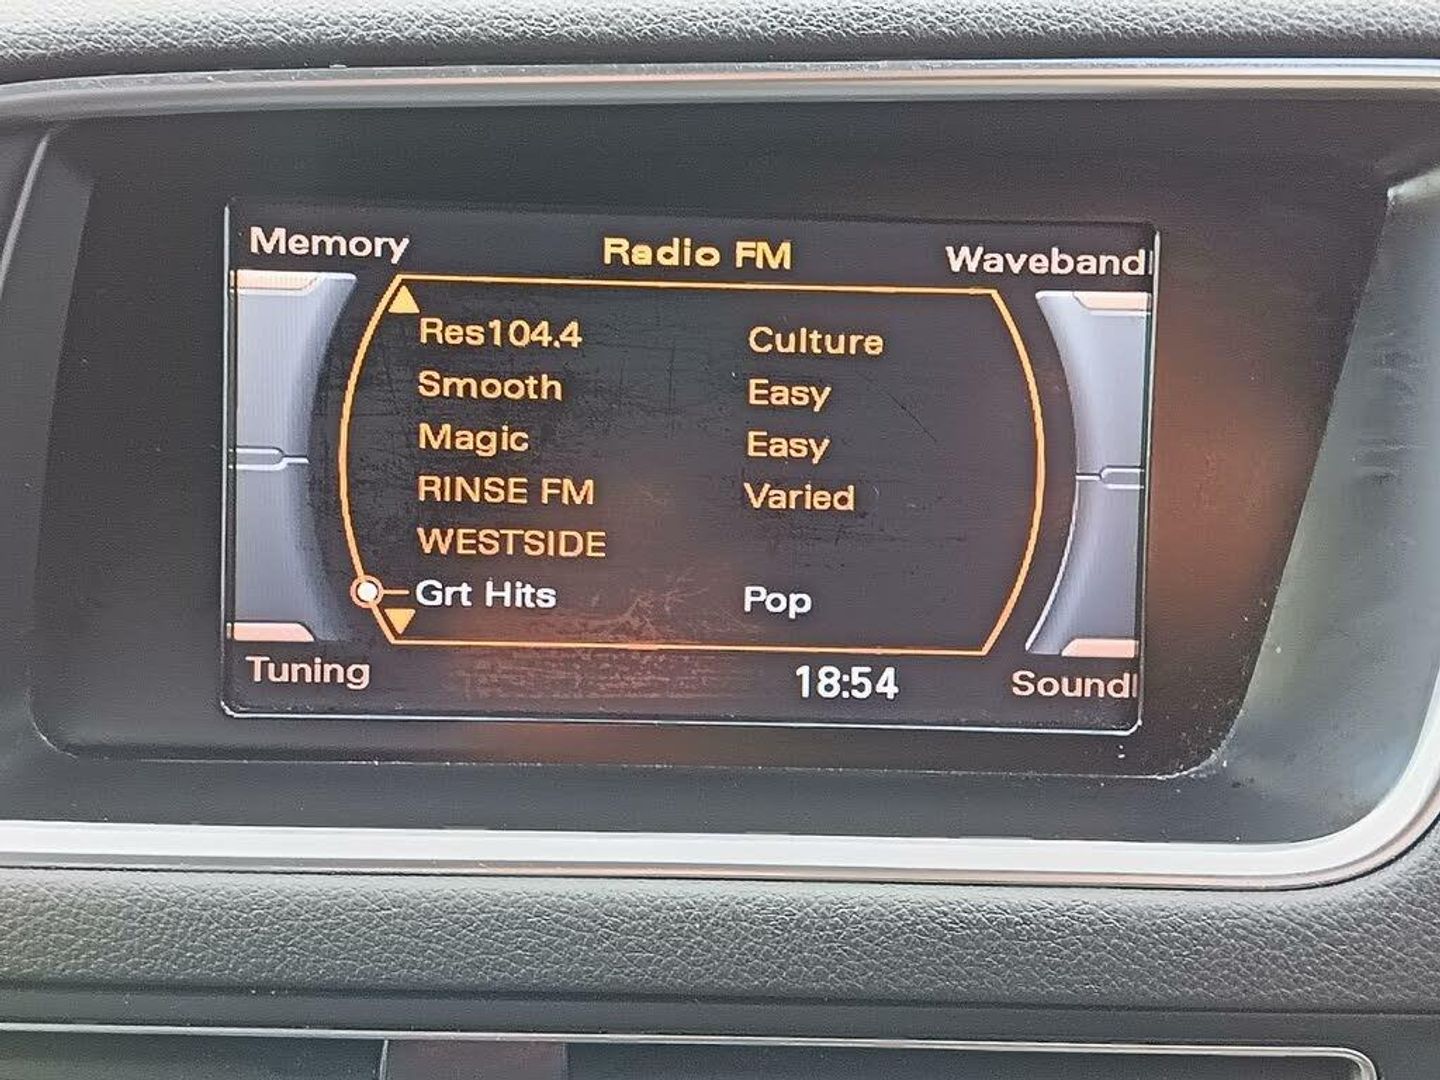 Memory Radio FM Waveband
Res104.4 Culture
Smooth Easy
Magic Easy
RINSE FM Varied
WESTSIDE
Grt Hits Pop
Tuning 18:54 Sound